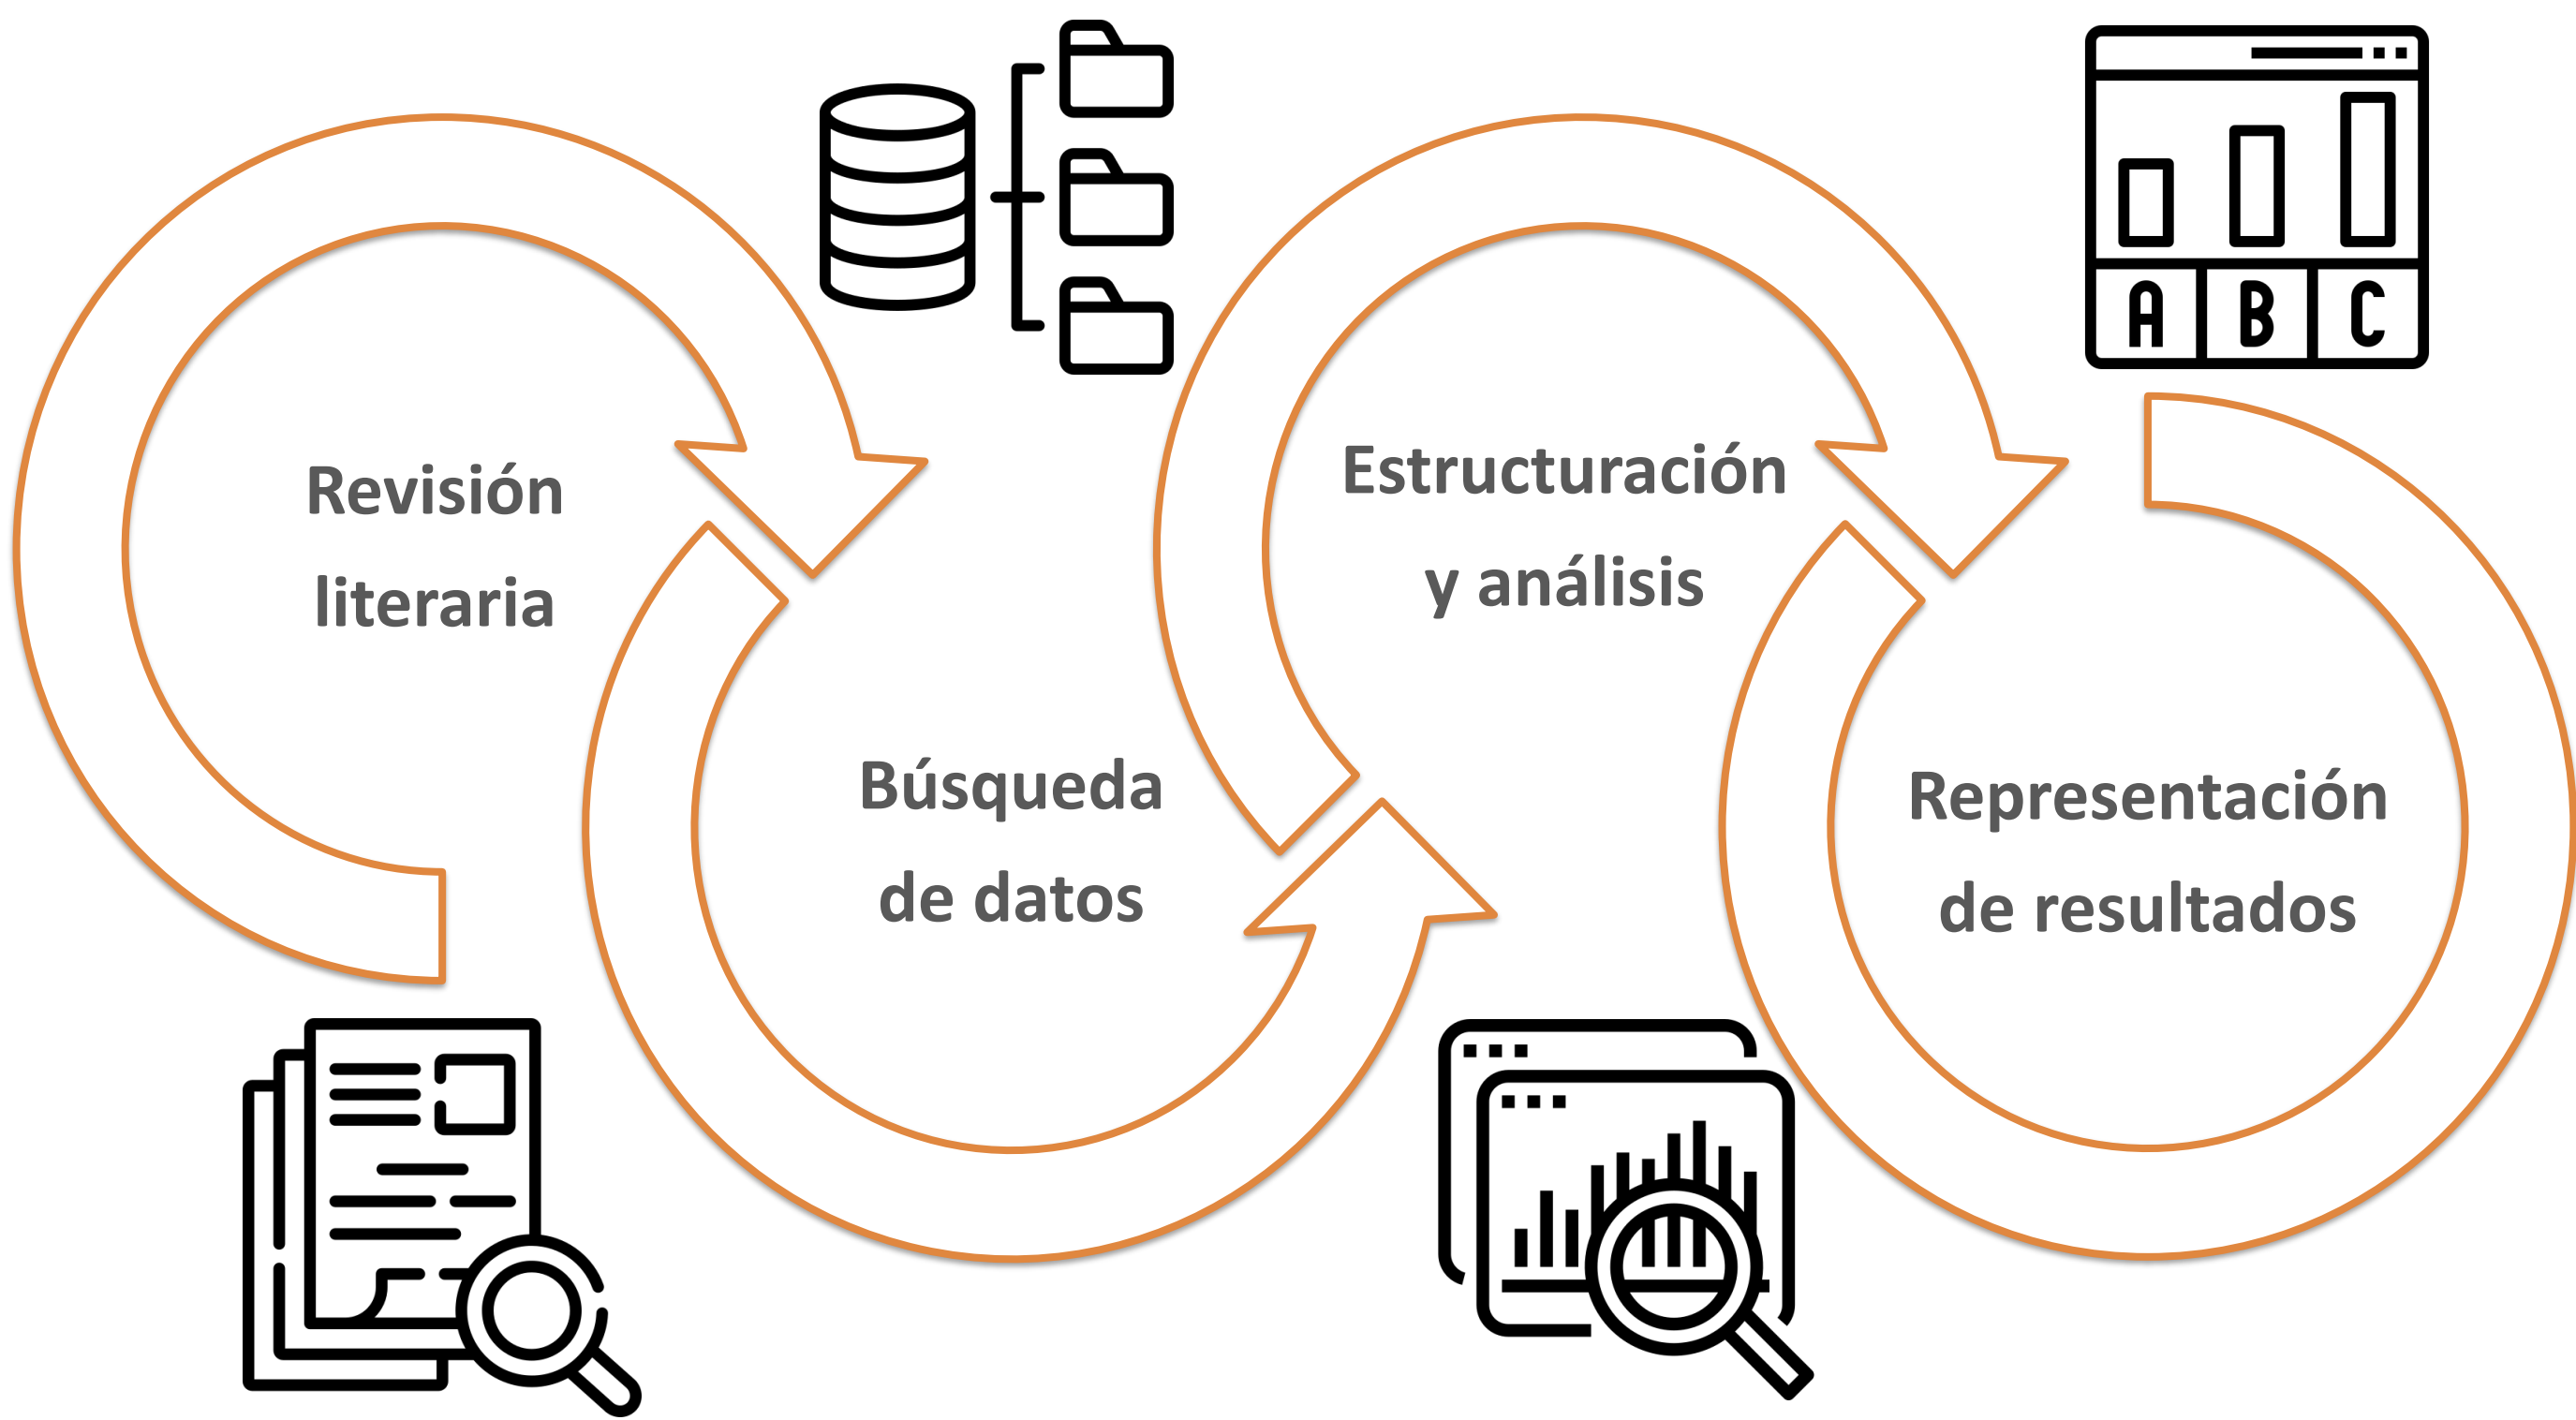 Revisión
literaria
Búsqueda
de datos
Estructuración
y análisis
Representación
de resultados
A B C